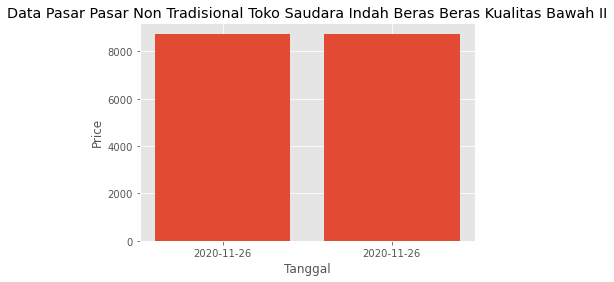 Data Pasar Pasar Non Tradisional Toko Saudara Indah Beras Beras Kualitas Bawah II
8000
6000
4000
2000
0
Price
2020-11-26 2020-11-26
Tanggal